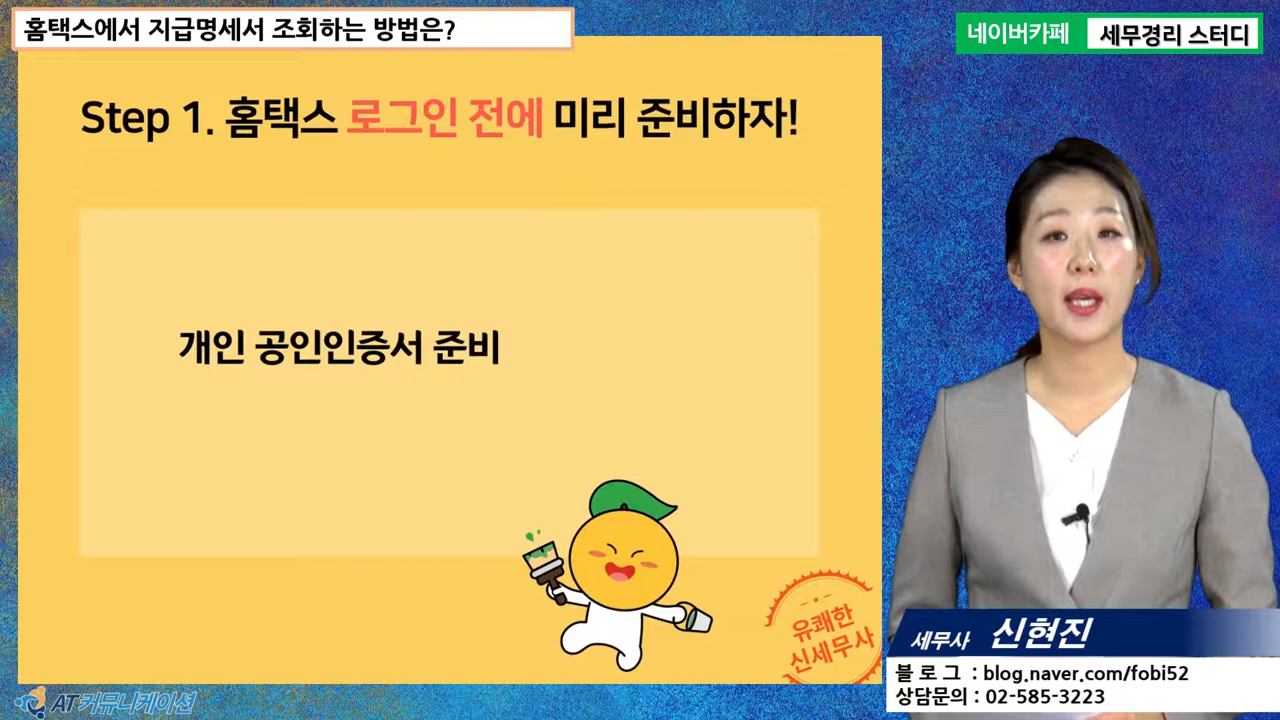 홈택스에서 지급명세서 조회하는 방법은?
네이버카페 세무경리 스터디
Step 1. 홈택스 로그인 전에 미리 준비하자!
개인 공인인증서 준비
유쾌한
신세무사
세무사 신현진
블 로 그 : blog.naver.com/fobi52
상담문의 : 02-585-3223
AT커뮤니케이션